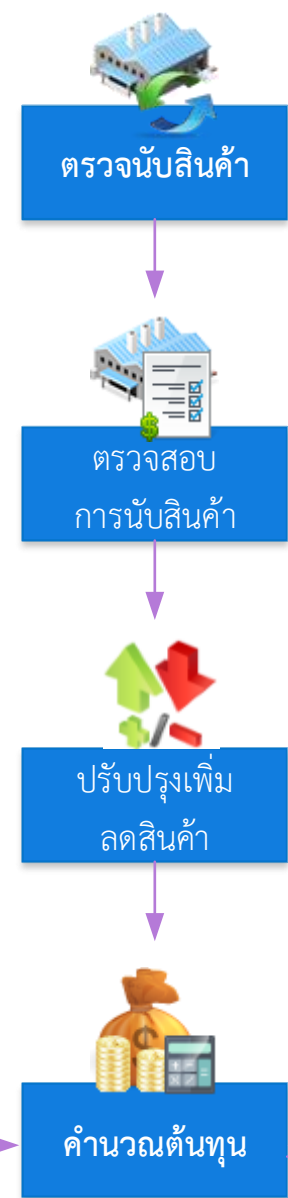 ตรวจนับสินค้า
ตรวจสอบ
การนับสินค้า
ปรับปรุงเพิ่ม
ลดสินค้า
คำนวณต้นทุน